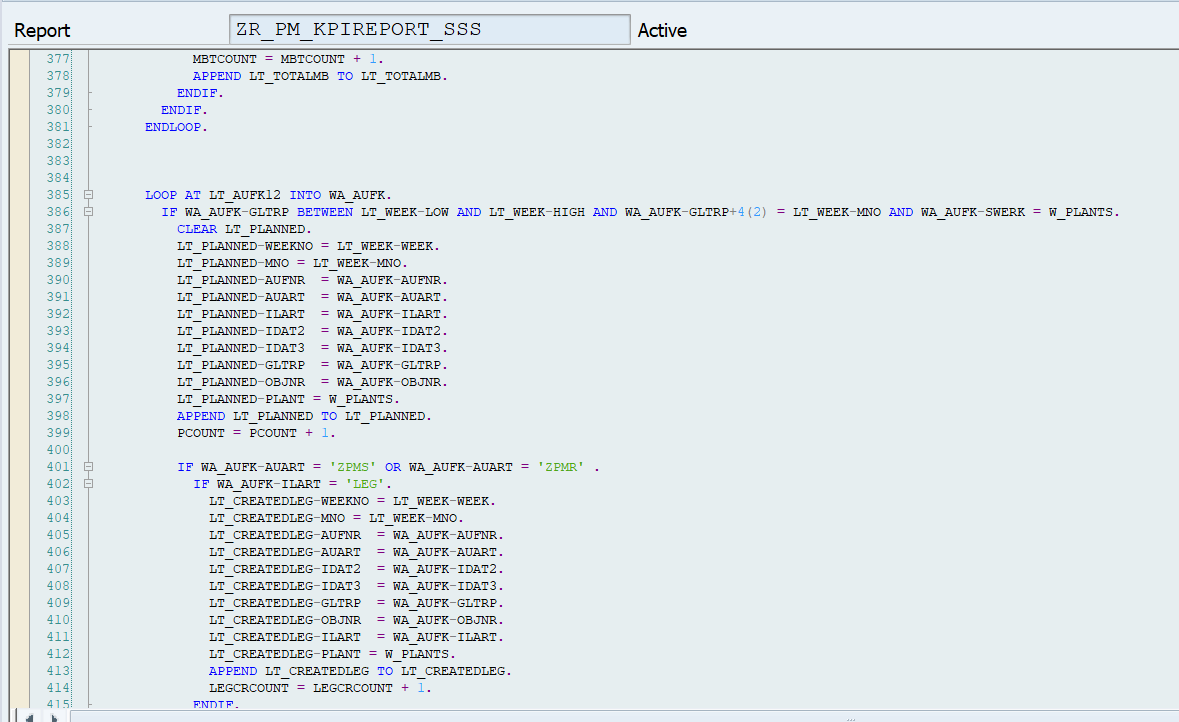 Report ZR_PM_KPIREPORT_SSS Active
377 MBTCOUNT = MBTCOUNT + 1.
378 APPEND LT_TOTALMB TO LT_TOTALMB.
379 ENDIF.
380 ENDIF.
381 ENDLOOP.
382
383
384
385 LOOP AT LT_AUFK12 INTO WA_AUFK.
386 IF WA_AUFK-GLTRP BETWEEN LT_WEEK-LOW AND LT_WEEK-HIGH AND WA_AUFK-GLTRP+4(2) = LT_WEEK-MNO AND WA_AUFK-SWERK = W_PLANTS.
387 CLEAR LT_PLANNED.
388 LT_PLANNED-WEEKNO = LT_WEEK-WEEK.
389 LT_PLANNED-MNO = LT_WEEK-MNO.
390 LT_PLANNED-AUFNR = WA_AUFK-AUFNR.
391 LT_PLANNED-AUART = WA_AUFK-AUART.
392 LT_PLANNED-ILART = WA_AUFK-ILART.
393 LT_PLANNED-IDAT2 = WA_AUFK-IDAT2.
394 LT_PLANNED-IDAT3 = WA_AUFK-IDAT3.
395 LT_PLANNED-GLTRP = WA_AUFK-GLTRP.
396 LT_PLANNED-OBJNR = WA_AUFK-OBJNR.
397 LT_PLANNED-PLANT = W_PLANTS.
398 APPEND LT_PLANNED TO LT_PLANNED.
399 PCOUNT = PCOUNT + 1.
400
401 IF WA_AUFK-AUART = 'ZPMS' OR WA_AUFK-AUART = 'ZPMR' .
402 IF WA_AUFK-ILART = 'LEG'.
403 LT_CREATEDLEG-WEEKNO = LT_WEEK-WEEK.
404 LT_CREATEDLEG-MNO = LT_WEEK-MNO.
405 LT_CREATEDLEG-AUFNR = WA_AUFK-AUFNR.
406 LT_CREATEDLEG-AUART = WA_AUFK-AUART.
407 LT_CREATEDLEG-IDAT2 = WA_AUFK-IDAT2.
408 LT_CREATEDLEG-IDAT3 = WA_AUFK-IDAT3.
409 LT_CREATEDLEG-GLTRP = WA_AUFK-GLTRP.
410 LT_CREATEDLEG-OBJNR = WA_AUFK-OBJNR.
411 LT_CREATEDLEG-ILART = WA_AUFK-ILART.
412 LT_CREATEDLEG-PLANT = W_PLANTS.
413 APPEND LT_CREATEDLEG TO LT_CREATEDLEG.
414 LEGCRCOUNT = LEGCRCOUNT + 1.
415 ENDIF.